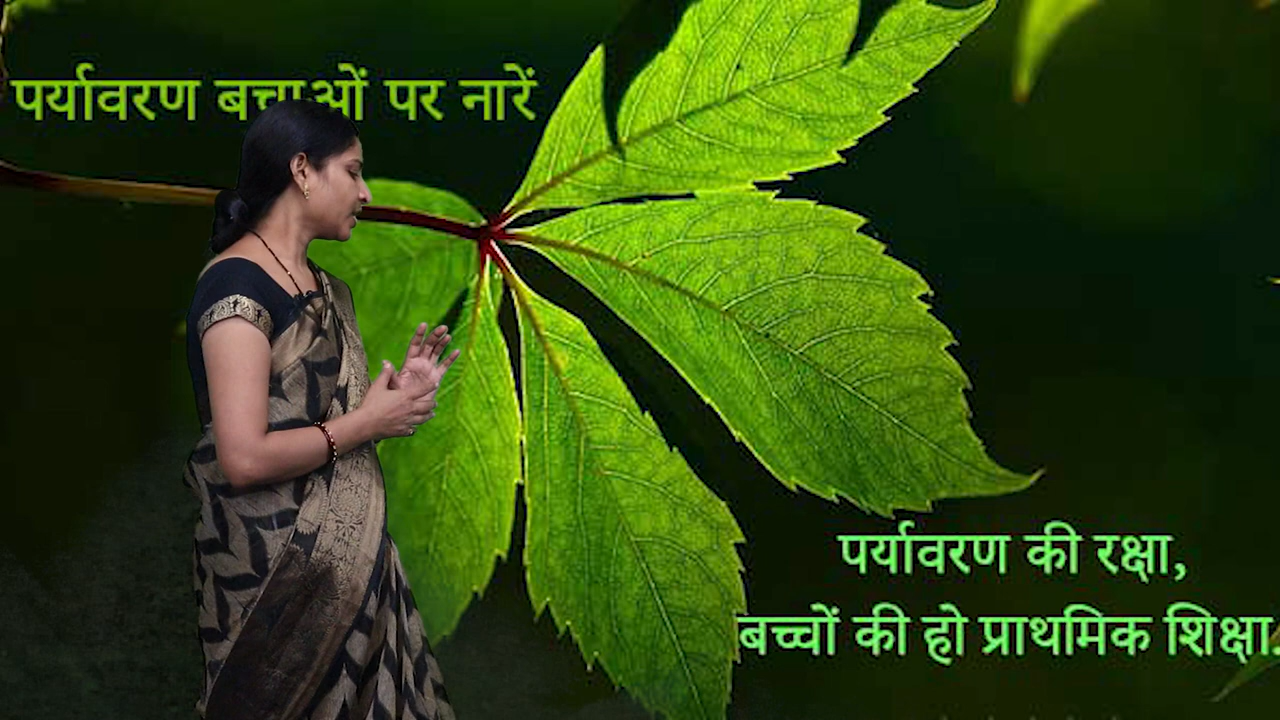 पर्यावरण बचाओं पर नारें
पर्यावरण की रक्षा,
बच्चों की हो प्राथमिक शिक्षा.